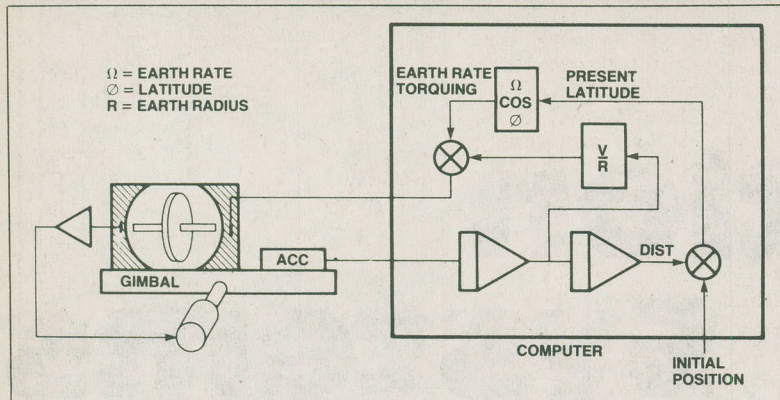 Ω = EARTH RATE
∅ = LATITUDE
R = EARTH RADIUS
EARTH RATE
TORQUING
Ω
COS
∅
PRESENT
LATITUDE
V
R
ACC
GIMBAL
DIST
COMPUTER
INITIAL
POSITION